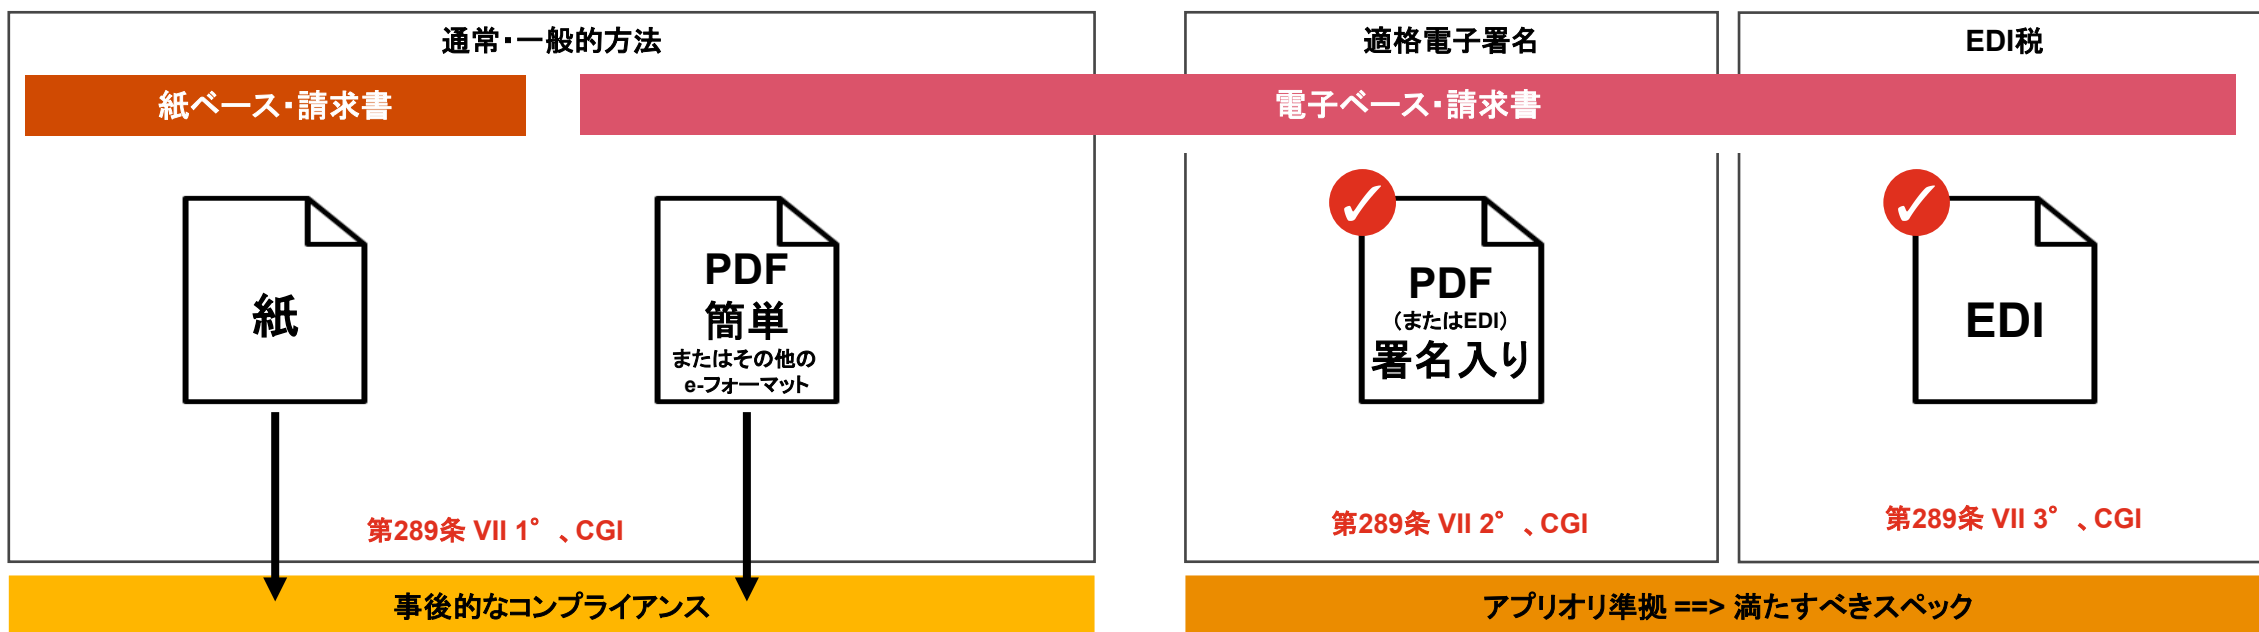 通常・一般的方法
適格電子署名
EDI税
紙ベース・請求書
電子ベース・請求書
紙
PDF
簡単
またはその他の
e-フォーマット
PDF
（またはEDI）
署名入り
EDI
第289条 VII 1° 、CGI
第289条 VII 2° 、CGI
第289条 VII 3° 、CGI
事後的なコンプライアンス
アプリオリ準拠 ==> 満たすべきスペック